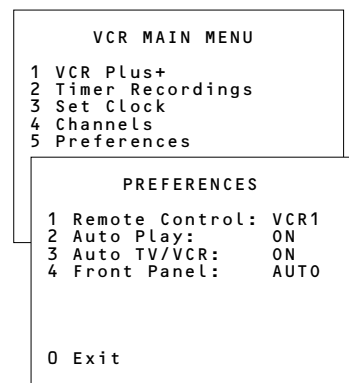 VCR MAIN MENU
1 VCR Plus+
2 Timer Recordings
3 Set Clock
4 Channels
5 Preferences
PREFERENCES
1 Remote Control: VCR1
2 Auto Play: ON
3 Auto TV/VCR: ON
4 Front Panel: AUTO
0 Exit